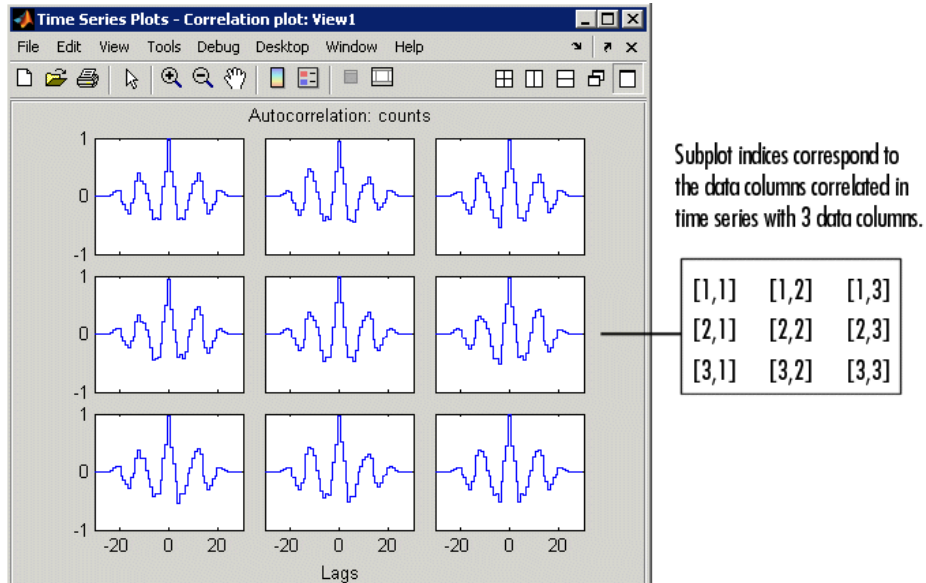 Time Series Plots - Correlation plot: View1
File Edit View Tools Debug Desktop Window Help
Autocorrelation: counts
1
0
-1
1
0
-1
1
0
-1
-20 0 20 -20 0 20 -20 0 20
Lags
Subplot indices correspond to
the data columns correlated in
time series with 3 data columns.
[1,1] [1,2] [1,3]
[2,1] [2,2] [2,3]
[3,1] [3,2] [3,3]